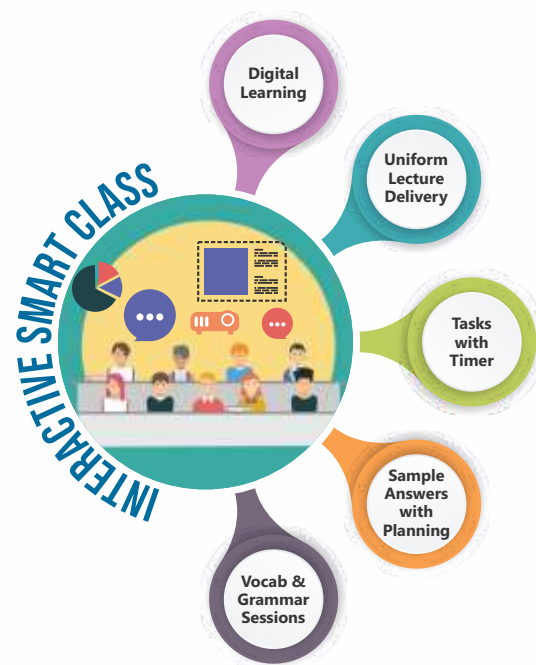 INTERACTIVE SMART CLASS
Digital
Learning
Uniform
Lecture
Delivery
Tasks
with
Timer
Sample
Answers
with
Planning
Vocab &
Grammar
Sessions